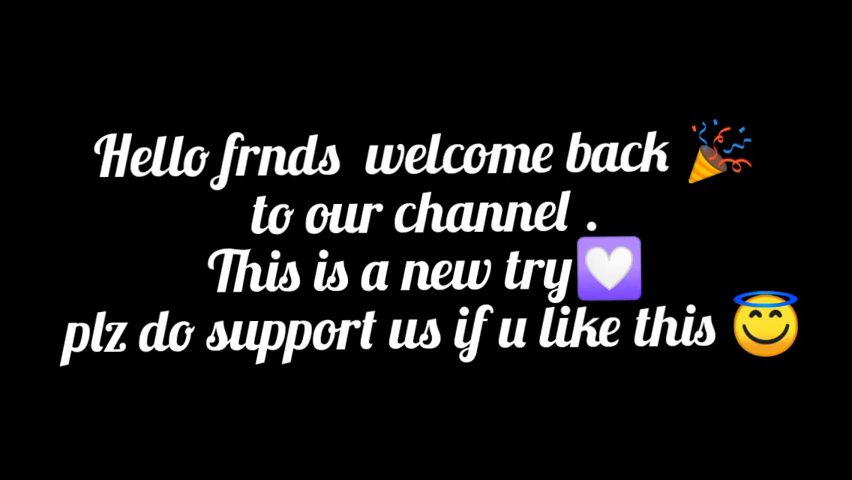 Hello frnds welcome back 🎉
to our channel .
This is a new try 💟
plz do support us if u like this 😇